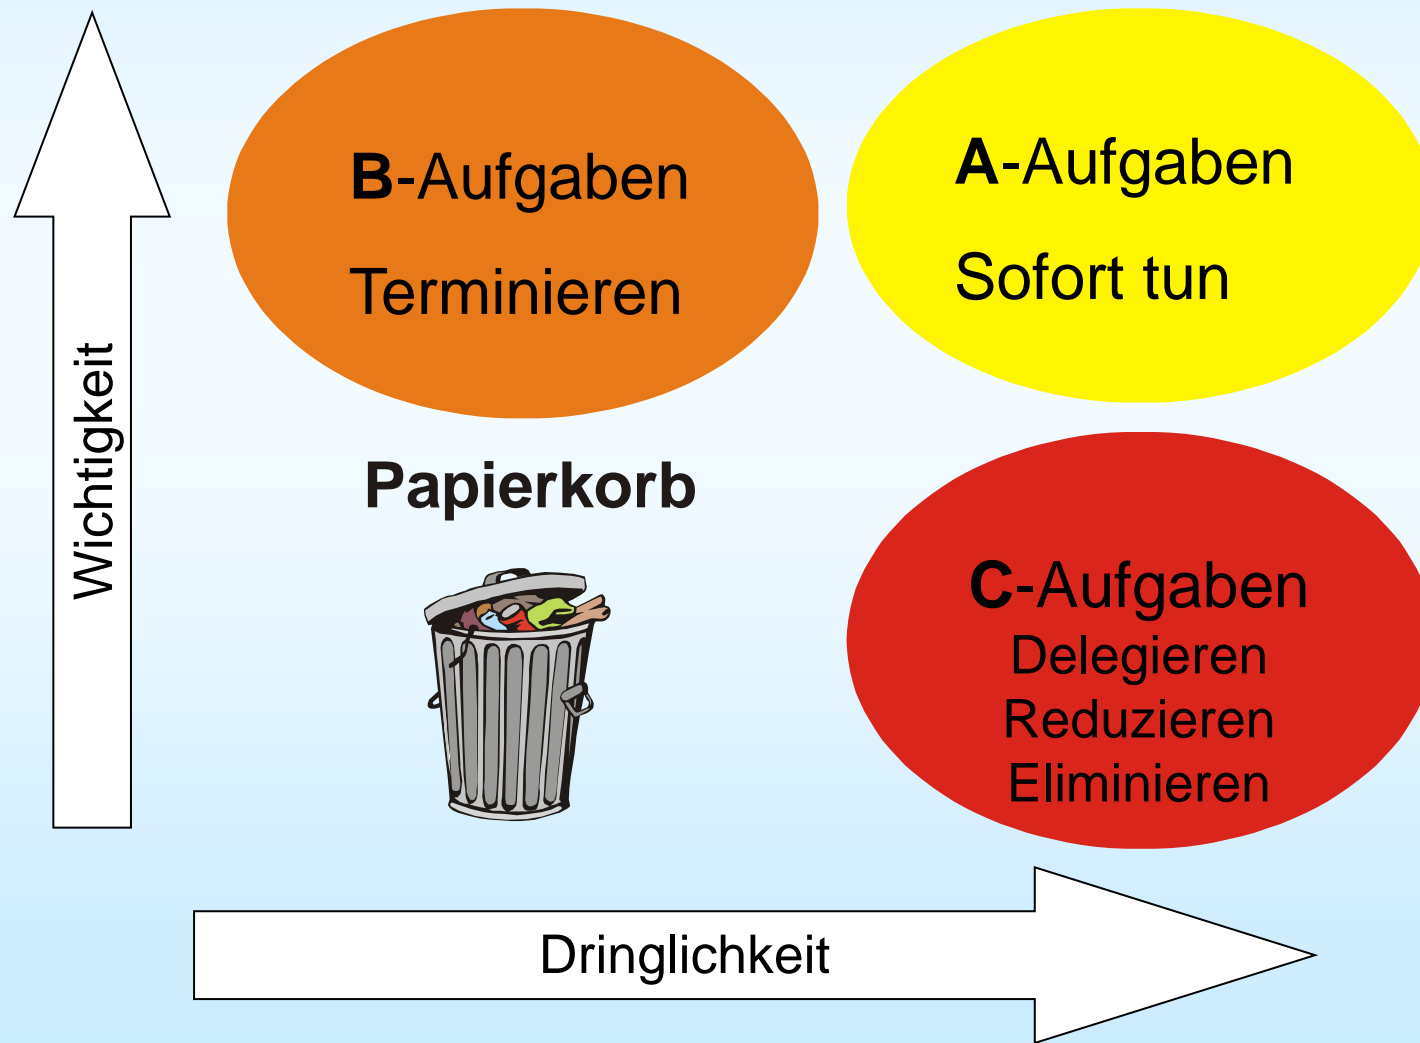 B-Aufgaben
Terminieren
A-Aufgaben
Sofort tun
Wichtigkeit
Papierkorb
C-Aufgaben
Delegieren
Reduzieren
Eliminieren
Dringlichkeit